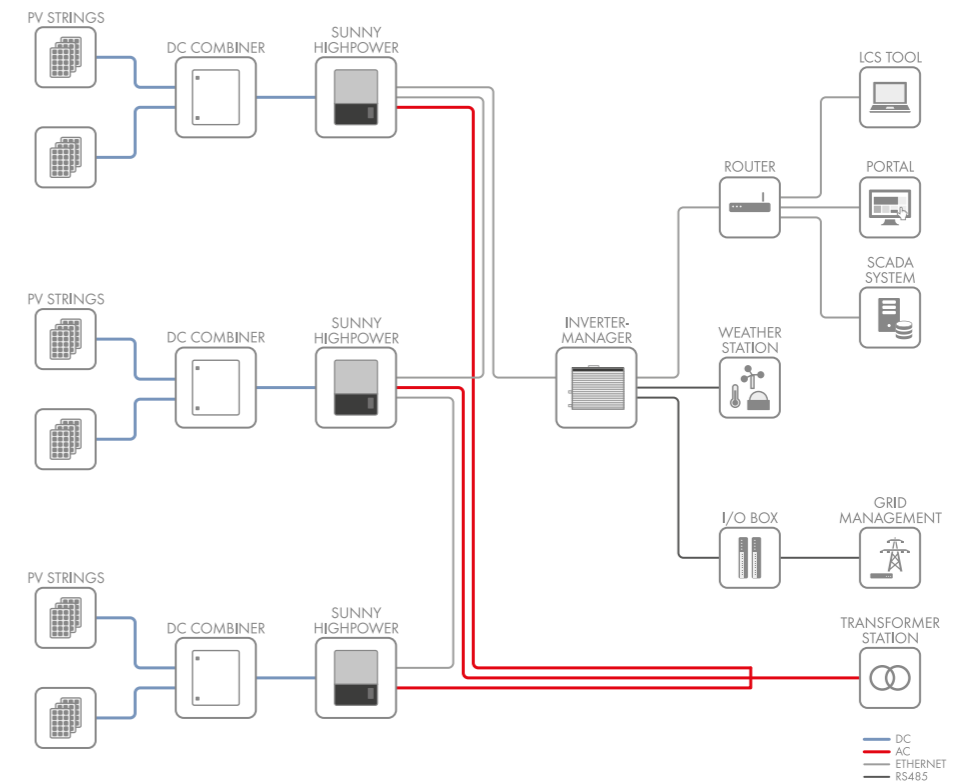 PV STRINGS
DC COMBINER
SUNNY
HIGHPOWER
LCS TOOL
ROUTER
PORTAL
SCADA
SYSTEM
PV STRINGS
DC COMBINER
SUNNY
HIGHPOWER
INVERTER-
MANAGER
WEATHER
STATION
I/O BOX
GRID
MANAGEMENT
PV STRINGS
DC COMBINER
SUNNY
HIGHPOWER
TRANSFORMER
STATION
DC
AC
ETHERNET
RS485